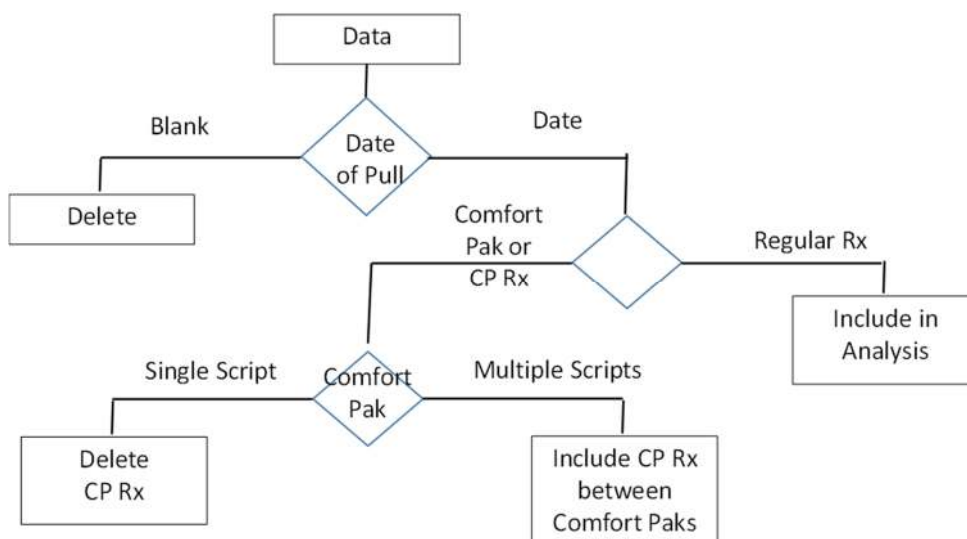 Data
Blank
Date
Date
of Pull
Delete
Comfort
Pak or
CP Rx
Regular Rx
Include in
Analysis
Single Script
Comfort
Pak
Multiple Scripts
Delete
CP Rx
Include CP Rx
between
Comfort Paks